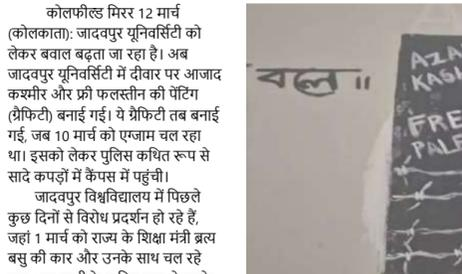 कोलफील्ड मिरर 12 मार्च
(कोलकाता): जादवपुर यूनिवर्सिटी को
लेकर बवाल बढ़ता जा रहा है। अब
जादवपुर यूनिवर्सिटी में दीवार पर आजाद
कश्मीर और फ्री फलस्तीन की पेंटिंग
(ग्रैफिटी) बनाई गई। ये ग्रैफिटी तब बनाई
गई, जब 10 मार्च को एग्जाम चल रहा
था। इसको लेकर पुलिस कथित रूप से
सादे कपड़ों में कैंपस में पहुंची।
जादवपुर विश्वविद्यालय में पिछले
कुछ दिनों से विरोध प्रदर्शन हो रहे हैं,
जहां 1 मार्च को राज्य के शिक्षा मंत्री ब्रत्य
बसु की कार और उनके साथ चल रहे
বলে ॥
AZA
KASH
FREE
PALE